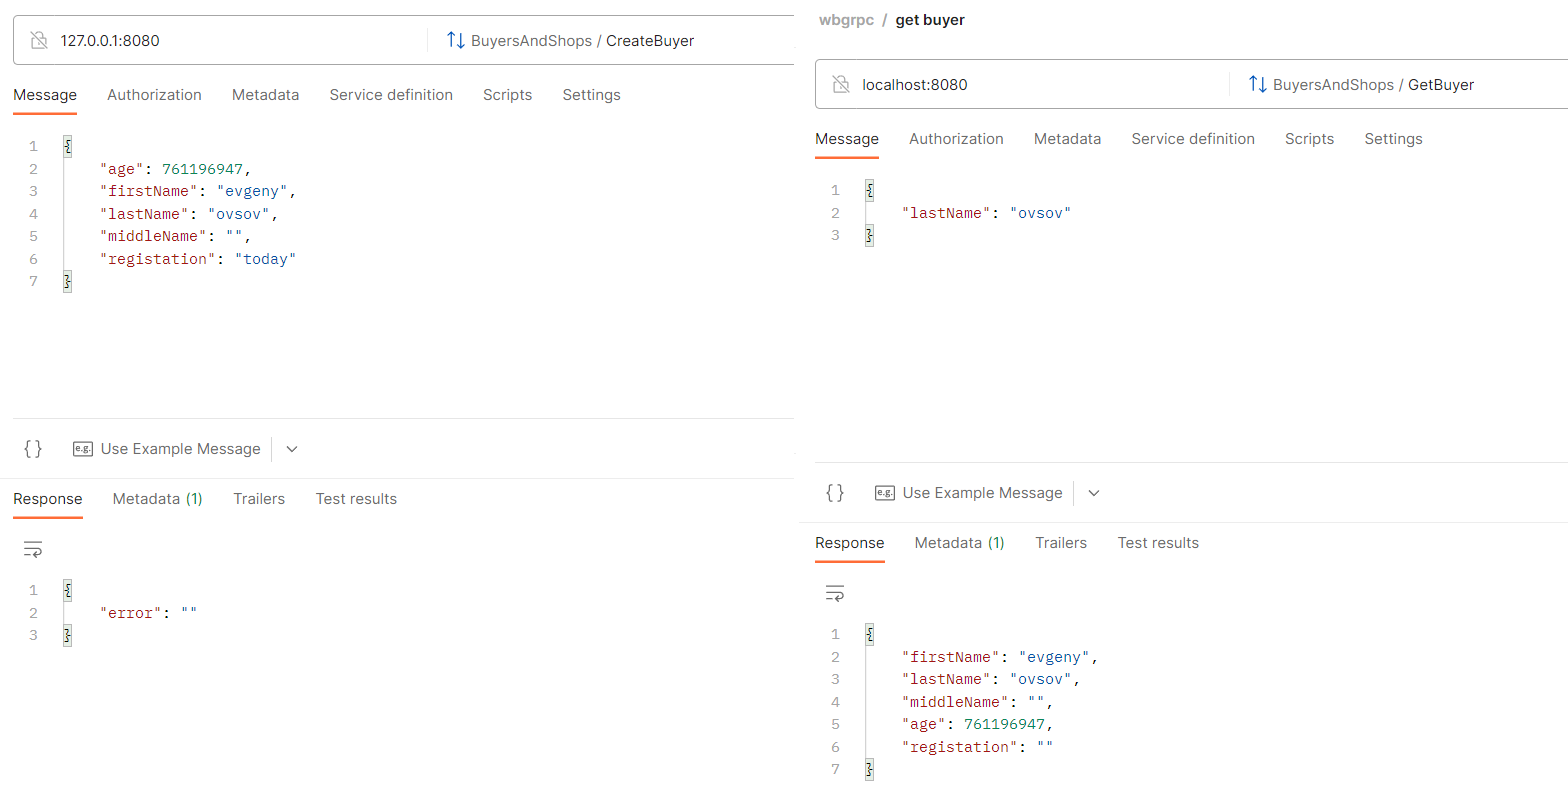 127.0.0.1:8080 BuyersAndShops / CreateBuyer
Message Authorization Metadata Service definition Scripts Settings
1 {
2 "age": 761196947,
3 "firstName": "evgeny",
4 "lastName": "ovsov",
5 "middleName": "",
6 "registation": "today"
7 }
{} e.g. Use Example Message
Response Metadata (1) Trailers Test results
1 {
2 "error": ""
3 }
wbgrpc / get buyer
localhost:8080 BuyersAndShops / GetBuyer
Message Authorization Metadata Service definition Scripts Settings
1 {
2 "lastName": "ovsov"
3 }
{} e.g. Use Example Message
Response Metadata (1) Trailers Test results
1 {
2 "firstName": "evgeny",
3 "lastName": "ovsov",
4 "middleName": "",
5 "age": 761196947,
6 "registation": ""
7 }